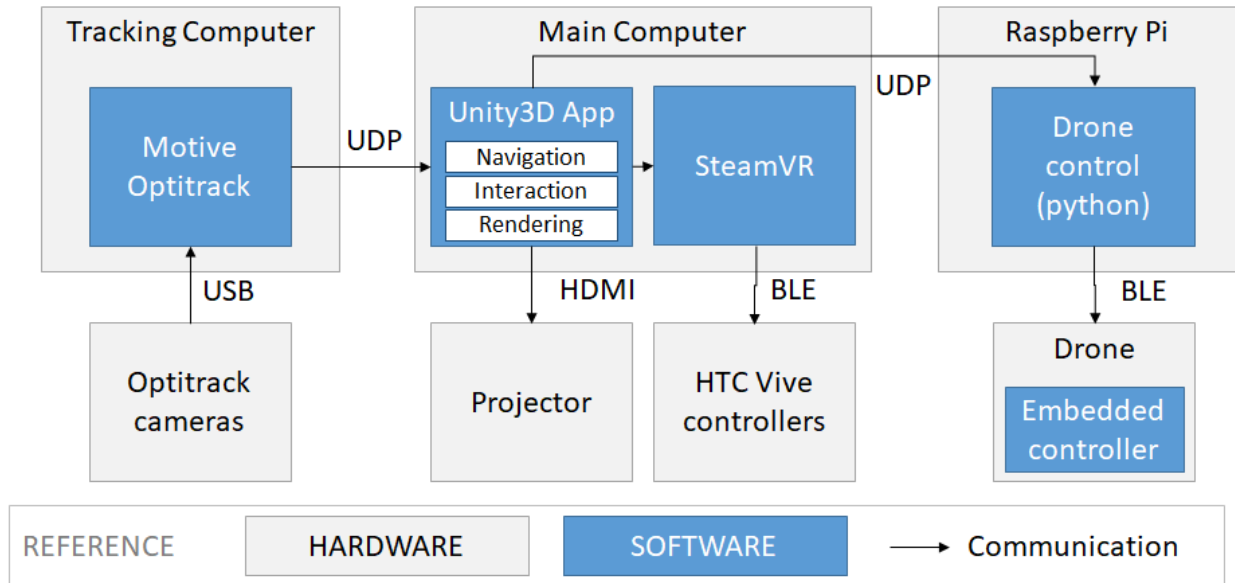 Tracking Computer
Main Computer
Raspberry Pi
Motive
Optitrack
UDP
Unity3D App
Navigation
Interaction
Rendering
SteamVR
UDP
Drone
control
(python)
USB
HDMI
BLE
BLE
Optitrack
cameras
Projector
HTC Vive
controllers
Drone
Embedded
controller
REFERENCE
HARDWARE
SOFTWARE
Communication